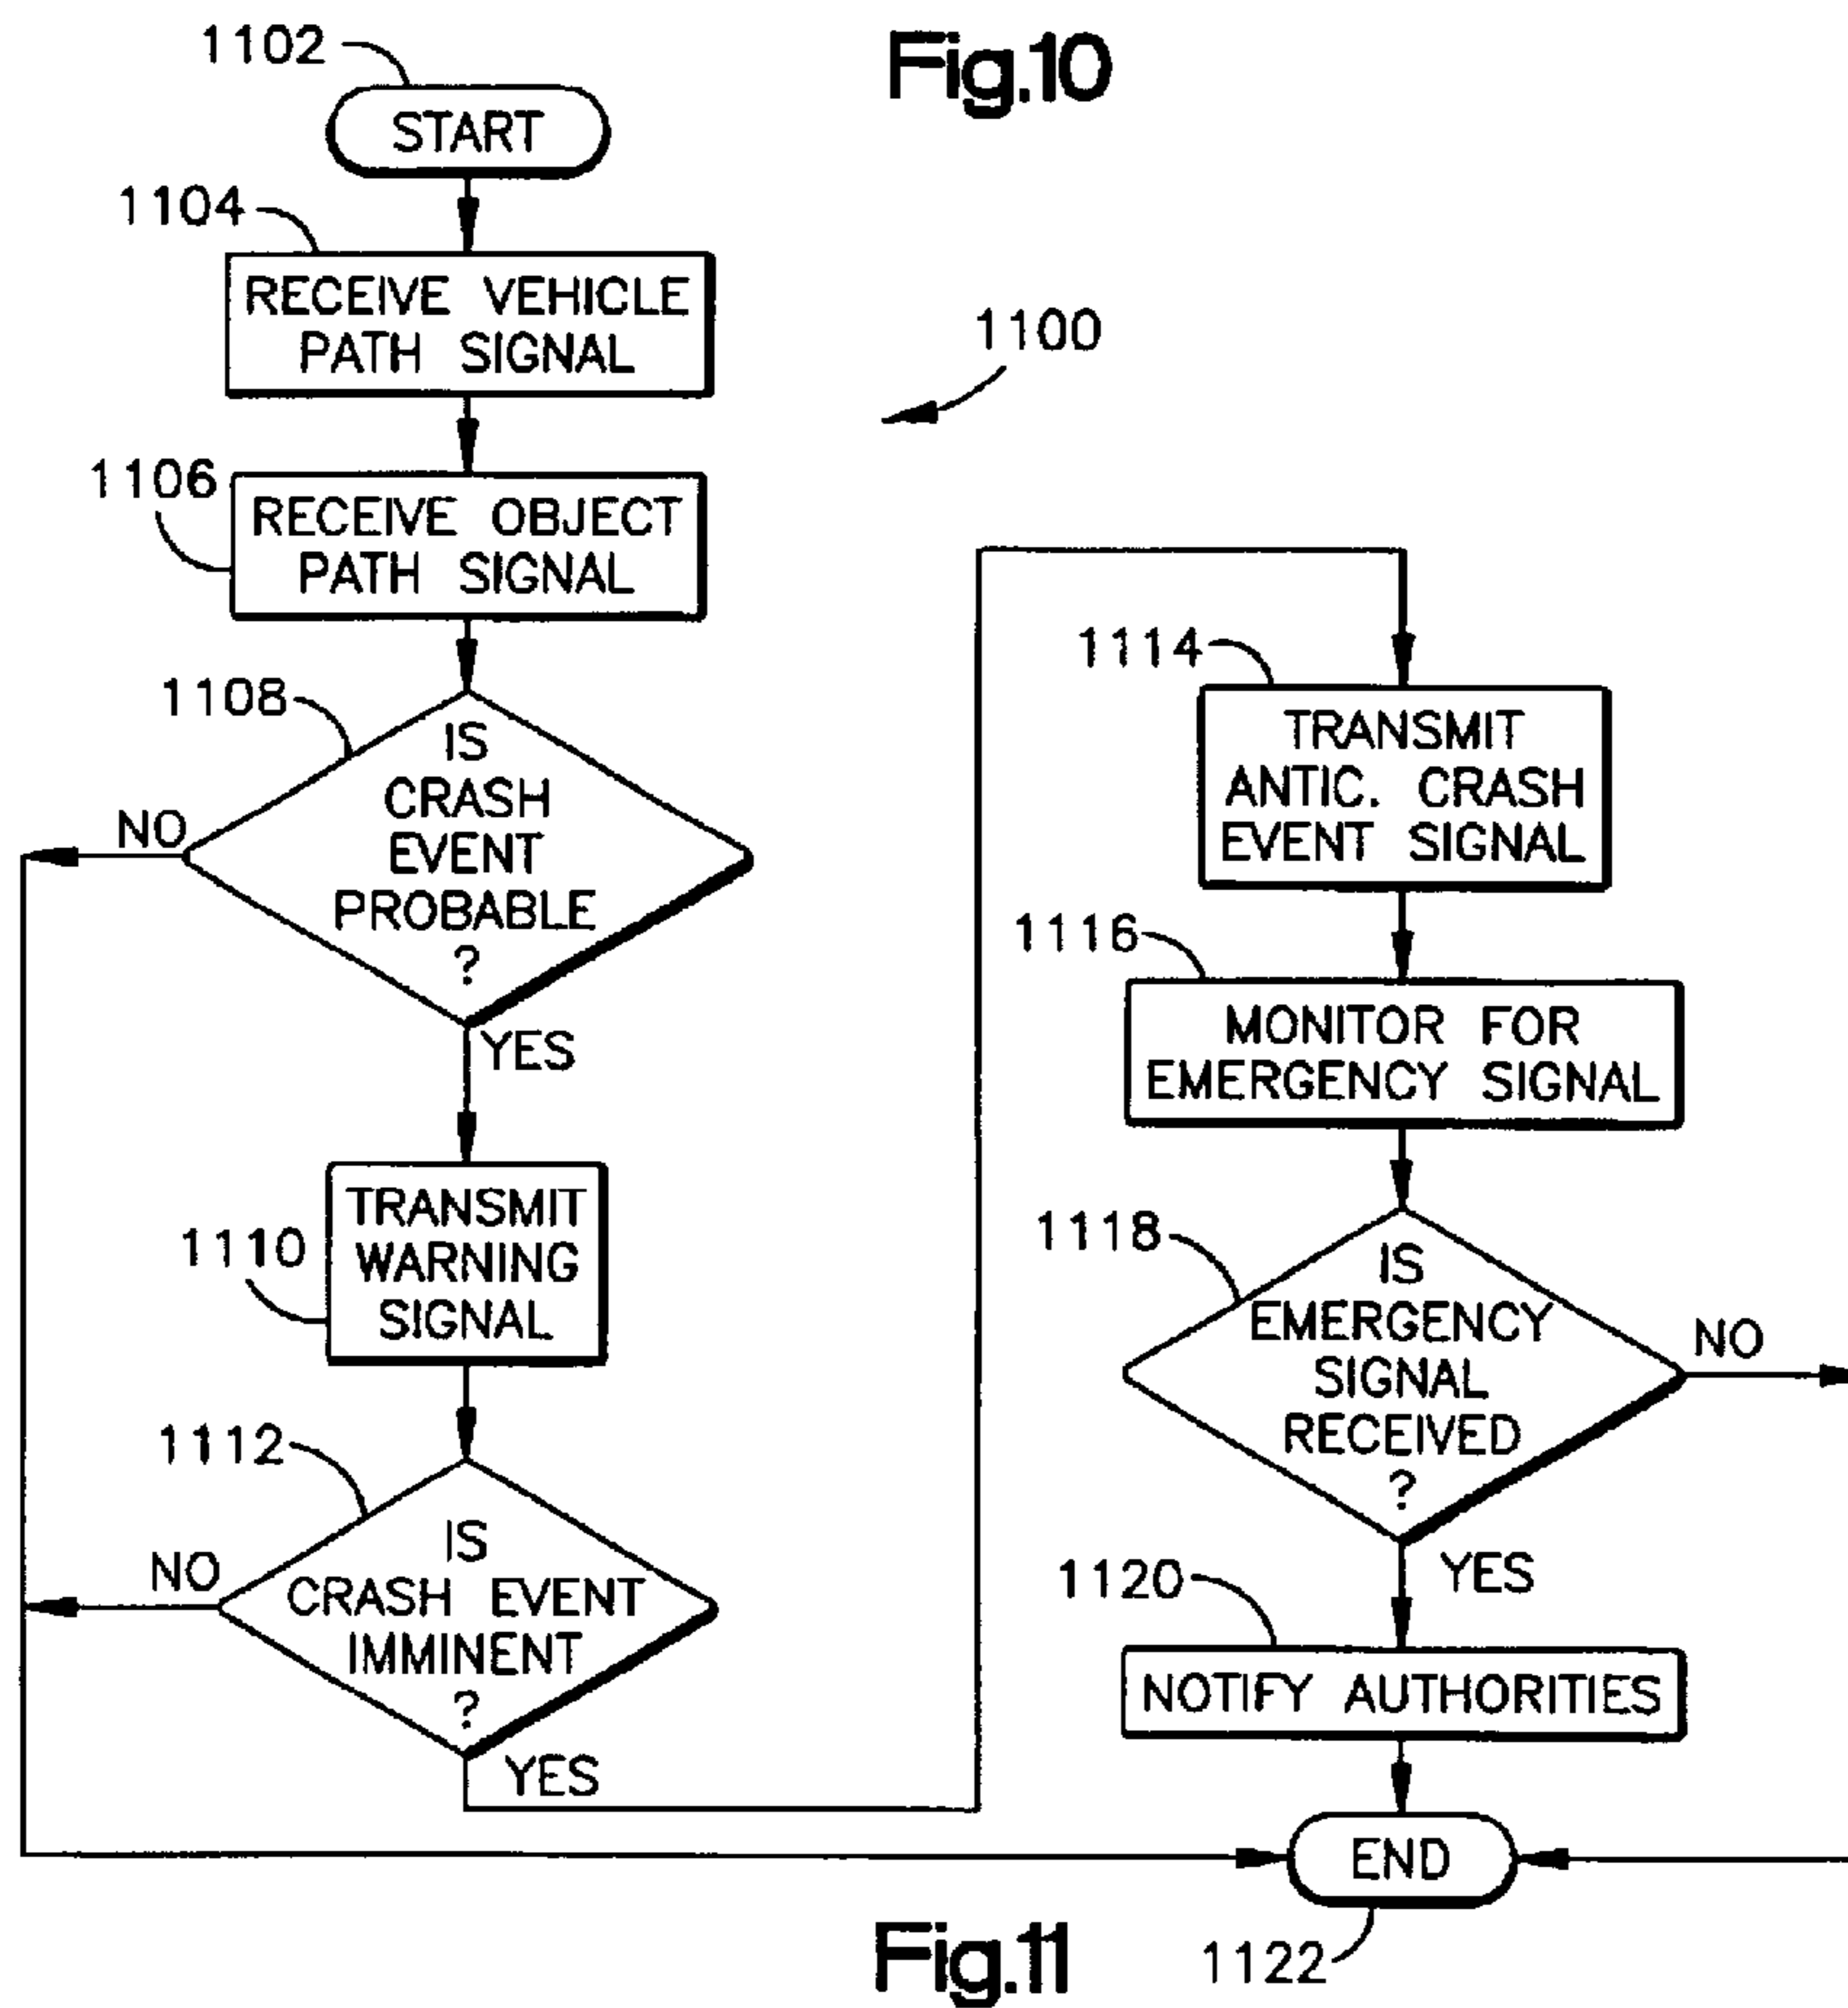 Fig.10
1102
START
1104
RECEIVE VEHICLE
PATH SIGNAL
1100
1106
RECEIVE OBJECT
PATH SIGNAL
1108
IS
CRASH
EVENT
PROBABLE
?
NO
YES
1110
TRANSMIT
WARNING
SIGNAL
1112
IS
CRASH EVENT
IMMINENT
?
NO
YES
1114
TRANSMIT
ANTIC. CRASH
EVENT SIGNAL
1116
MONITOR FOR
EMERGENCY SIGNAL
1118
IS
EMERGENCY
SIGNAL
RECEIVED
?
NO
YES
1120
NOTIFY AUTHORITIES
END
1122
Fig.11